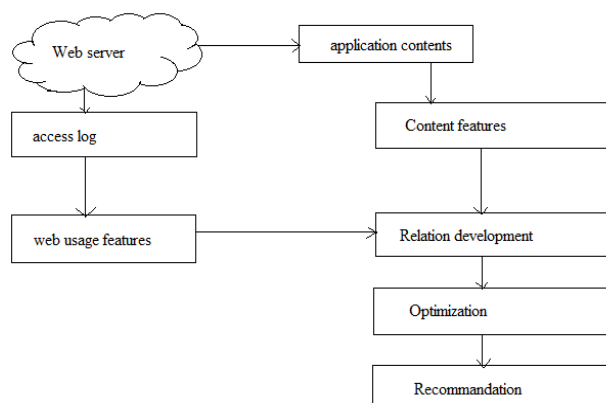 Web server
application contents
access log
Content features
web usage features
Relation development
Optimization
Recommandation